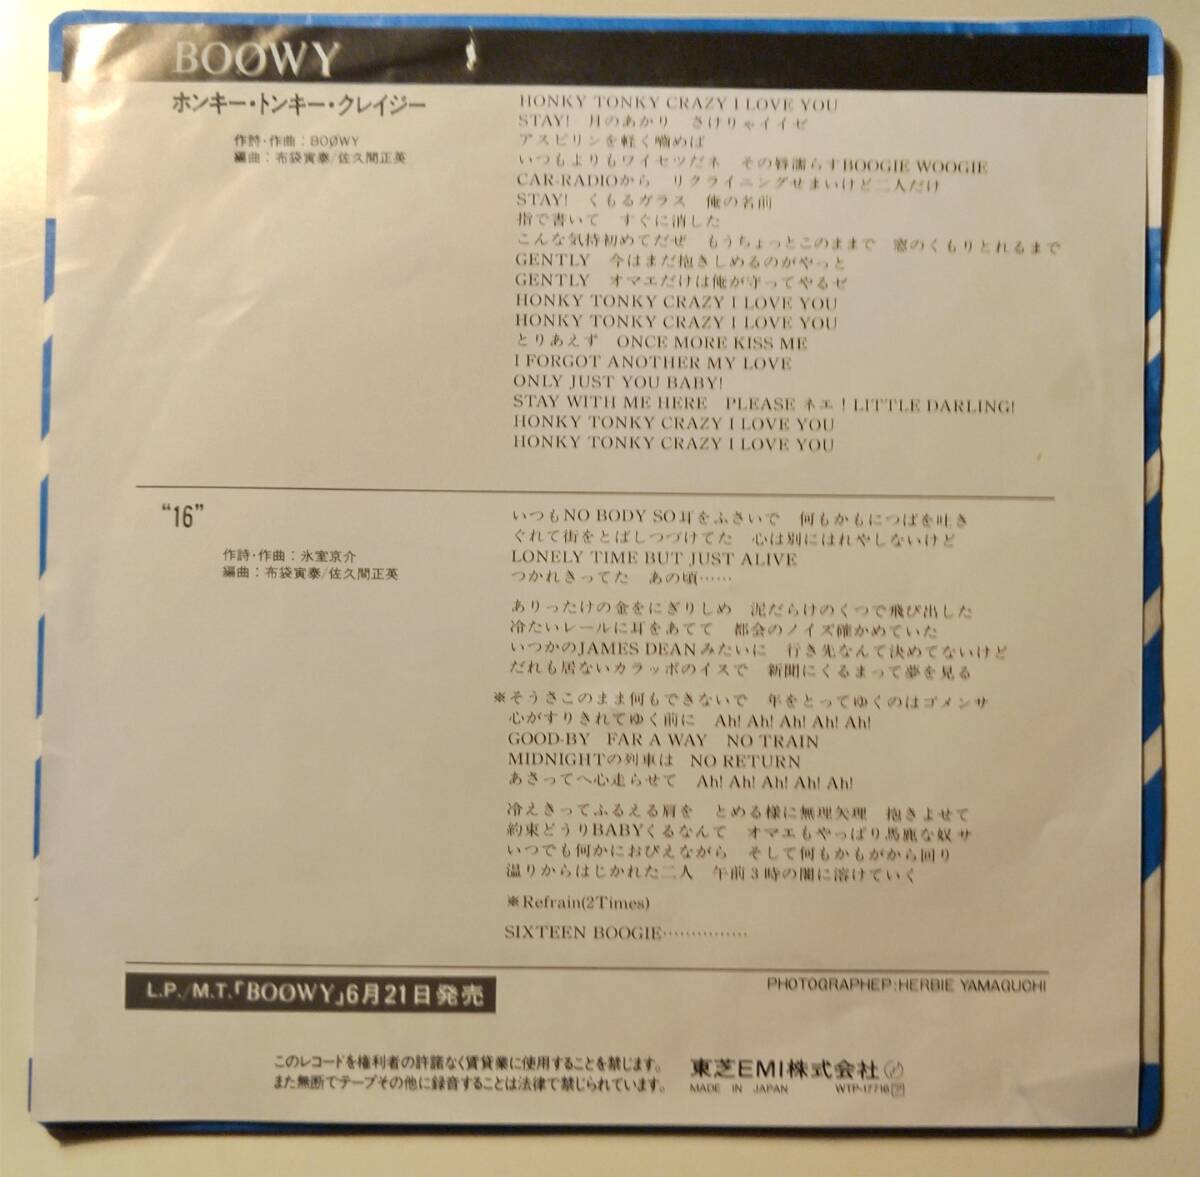 BOØWY
ホンキー・トンキー・クレイジー
作詩・作曲：BOØWY
編曲：布袋寅泰/佐久間正英
HONKY TONKY CRAZY I LOVE YOU
STAY!　月のあかり　さけりゃイイゼ
アスピリンを軽く噛めば
いつもよりもワイセツだネ　その唇濡らすBOOGIE WOOGIE
CAR-RADIOから　リクライニングせまいけど二人だけ
STAY!　くもるガラス　俺の名前
指で書いて　すぐに消した
こんな気持初めてだぜ　もうちょっとこのままで　窓のくもりとれるまで
GENTLY　今はまだ抱きしめるのがやっと
GENTLY　オマエだけは俺が守ってやるゼ
HONKY TONKY CRAZY I LOVE YOU
HONKY TONKY CRAZY I LOVE YOU
とりあえず　ONCE MORE KISS ME
I FORGOT ANOTHER MY LOVE
ONLY JUST YOU BABY!
STAY WITH ME HERE　PLEASE ネエ！LITTLE DARLING!
HONKY TONKY CRAZY I LOVE YOU
HONKY TONKY CRAZY I LOVE YOU
“16”
作詩・作曲：氷室京介
編曲：布袋寅泰/佐久間正英
いつもNO BODY SO耳をふさいで　何もかもにつばを吐き
ぐれて街をとばしつづけてた　心は別にはれやしないけど
LONELY TIME BUT JUST ALIVE
つかれきってた　あの頃……
ありったけの金をにぎりしめ　泥だらけのくつで飛び出した
冷たいレールに耳をあてて　都会のノイズ確かめていた
いつかのJAMES DEANみたいに　行き先なんて決めてないけど
だれも居ないカラッポのイスで　新聞にくるまって夢を見る
※そうさこのまま何もできないで　年をとってゆくのはゴメンサ
心がすりきれてゆく前に　Ah! Ah! Ah! Ah! Ah!
GOOD-BY　FAR A WAY　NO TRAIN
MIDNIGHTの列車は　NO RETURN
あさってへ心走らせて　Ah! Ah! Ah! Ah! Ah!
冷えきってふるえる肩を　とめる様に無理矢理　抱きよせて
約束どうりBABYくるなんて　オマエもやっぱり馬鹿な奴サ
いつでも何かにおびえながら　そして何もかもがから回り
温りからはじかれた二人　午前3時の闇に溶けていく
※Refrain(2Times)
SIXTEEN BOOGIE……………
L.P./M.T.「BOØWY」6月21日発売
PHOTOGRAPHEP:HERBIE YAMAGUCHI
このレコードを権利者の許諾なく賃貸業に使用することを禁じます。
また無断でテープその他に録音することは法律で禁じられています。
東芝EMI株式会社 Ⓟ
MADE IN JAPAN　WTP-17716